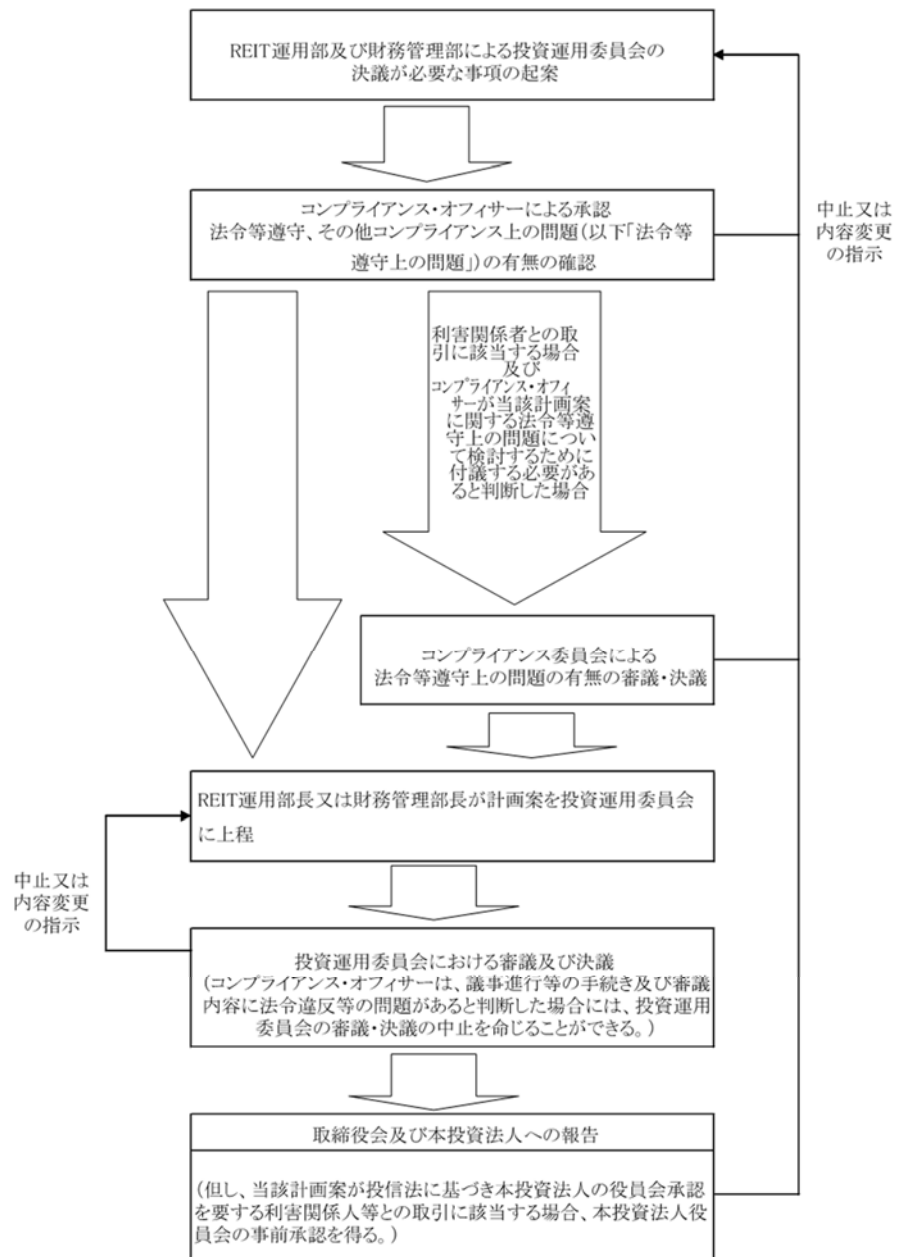 REIT運用部及び財務管理部による投資運用委員会の
決議が必要な事項の起案
コンプライアンス・オフィサーによる承認
法令等遵守、その他コンプライアンス上の問題(以下「法令等
遵守上の問題」)の有無の確認
中止又は
内容変更
の指示
利害関係者との取
引に該当する場合
及び
コンプライアンス・オフィ
サーが当該計画案
に関する法令等遵
守上の問題につい
て検討するために
付議する必要があ
ると判断した場合
コンプライアンス委員会による
法令等遵守上の問題の有無の審議・決議
REIT運用部長又は財務管理部長が計画案を投資運用委員会
に上程
中止又は
内容変更
の指示
投資運用委員会における審議及び決議
(コンプライアンス・オフィサーは、議事進行等の手続き及び審議
内容に法令違反等の問題があると判断した場合には、投資運用
委員会の審議・決議の中止を命じることができる。)
取締役会及び本投資法人への報告
(但し、当該計画案が投信法に基づき本投資法人の役員会承認
を要する利害関係人等との取引に該当する場合、本投資法人役
員会の事前承認を得る。)